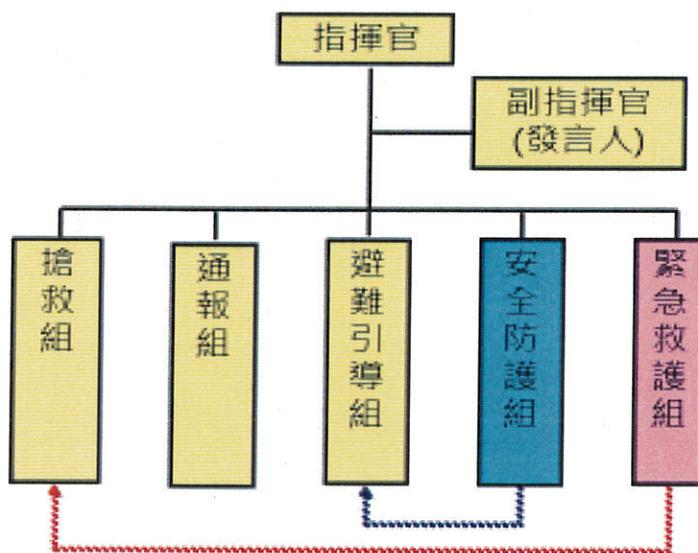 指揮官
副指揮官
(發言人)
搶救組
通報組
避難引導組
安全防護組
緊急救護組